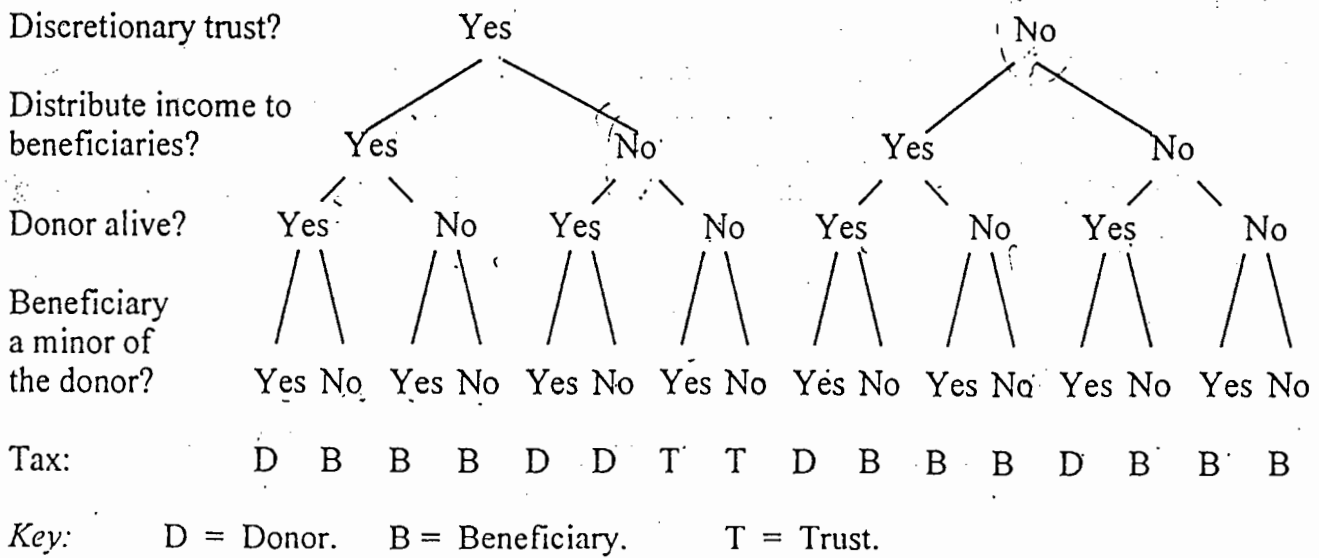 Discretionary trust? Yes No
Distribute income to
beneficiaries? Yes No Yes No
Donor alive? Yes No Yes No Yes No Yes No
Beneficiary
a minor of
the donor? Yes No Yes No Yes No Yes No Yes No Yes No Yes No Yes No
Tax: D B B B D D T T D B B B D B B B
Key: D = Donor. B = Beneficiary. T = Trust.